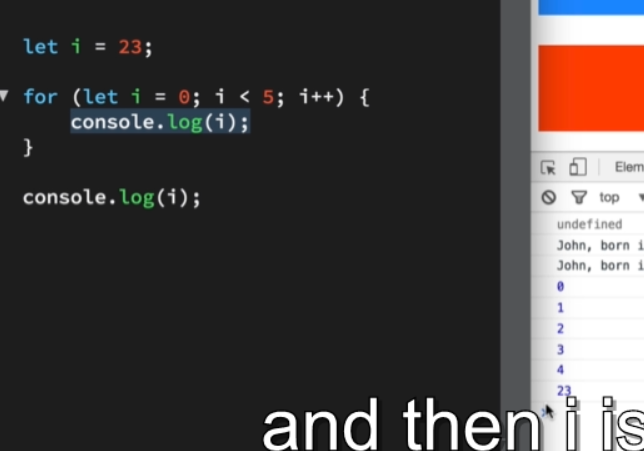 let i = 23;
for (let i = 0; i < 5; i++) {
console.log(i);
}
console.log(i);
Elem
top
undefined
John, born i
John, born i
0
1
2
3
4
23
and then i is